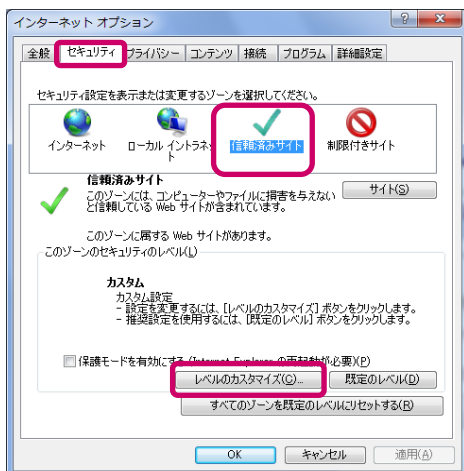 インターネット オプション
全般 セキュリティ プライバシー コンテンツ 接続 プログラム 詳細設定
セキュリティ設定を表示または変更するゾーンを選択してください。
インターネット ローカル イントラネット 信頼済みサイト 制限付きサイト
信頼済みサイト
このゾーンには、コンピューターやファイルに損害を与えない
と信頼している Web サイトが含まれています。
サイト(S)
このゾーンに属する Web サイトがあります。
このゾーンのセキュリティのレベル(L)
カスタム
カスタム設定
- 設定を変更するには、[レベルのカスタマイズ] ボタンをクリックします。
- 推奨設定を使用するには、[既定のレベル] ボタンをクリックします。
保護モードを有効にする (Internet Explorer の再起動が必要)(P)
レベルのカスタマイズ(C)... 既定のレベル(D)
すべてのゾーンを既定のレベルにリセットする(R)
OK キャンセル 適用(A)